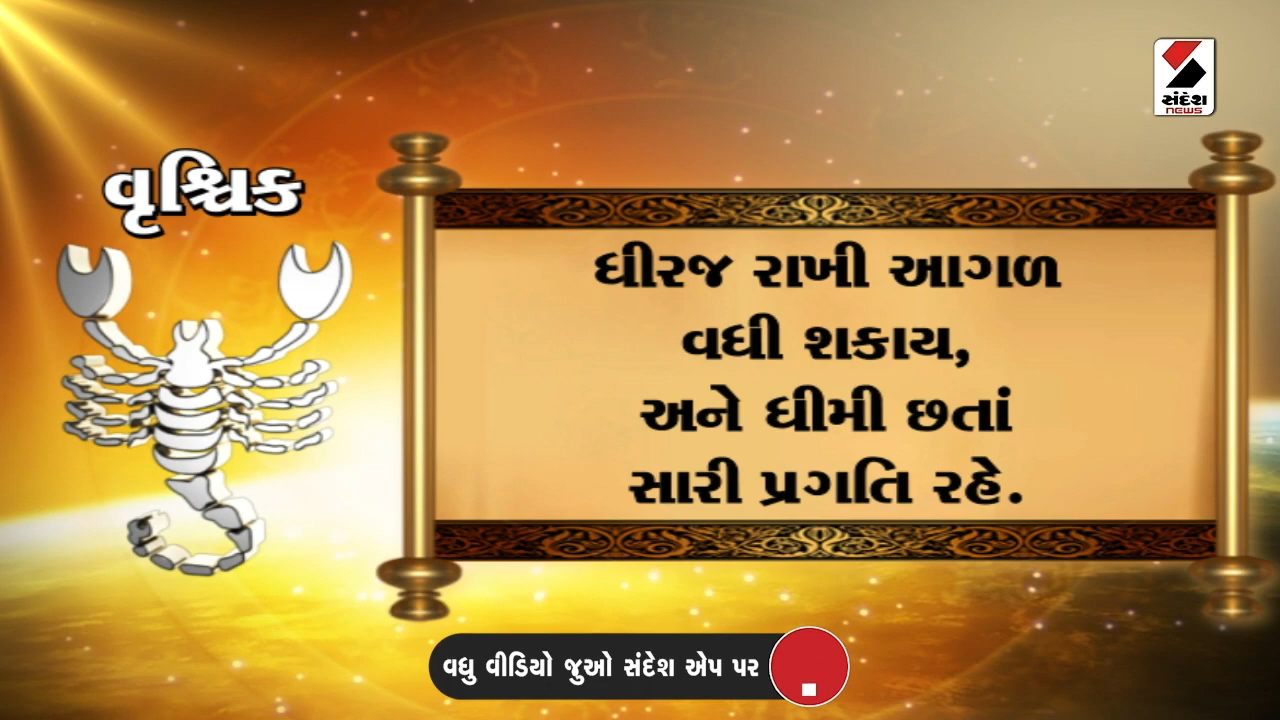 સંદેશ
NEWS
વૃશ્ચિક
ધીરજ રાખી આગળ
વધી શકાય,
અને ધીમી છતાં
સારી પ્રગતિ રહે.
વધુ વીડિયો જુઓ સંદેશ એપ પર